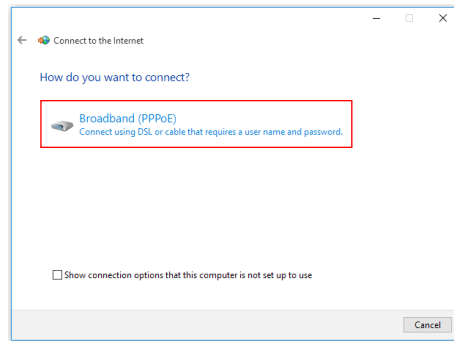 Connect to the Internet
How do you want to connect?
Broadband (PPPoE)
Connect using DSL or cable that requires a user name and password.
Show connection options that this computer is not set up to use
Cancel